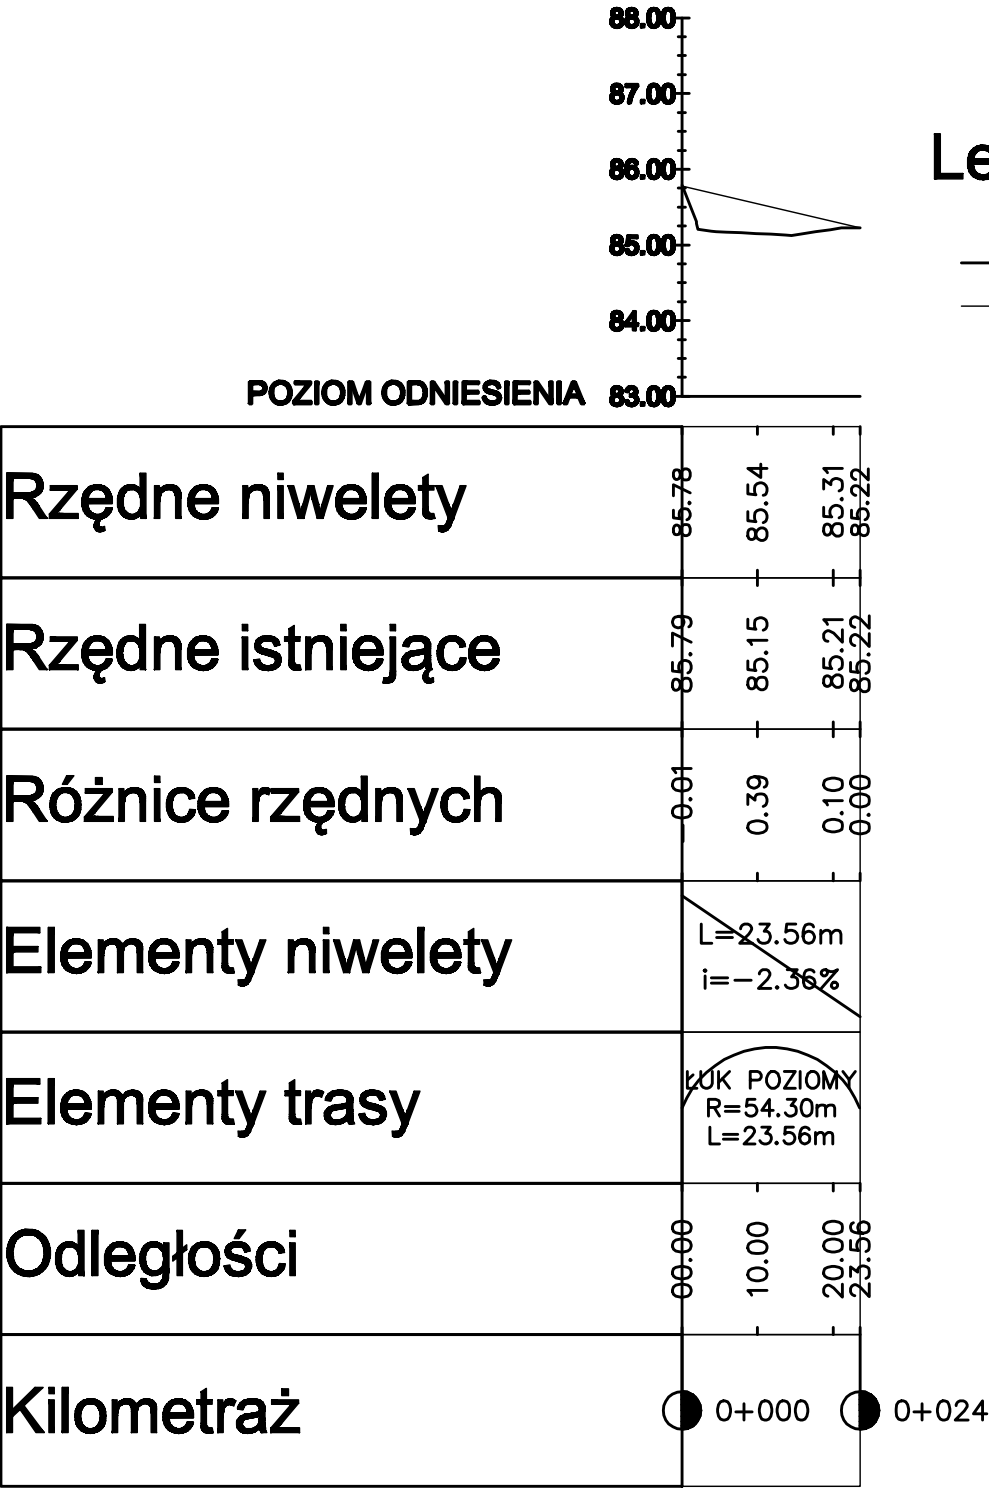 88.00
87.00
86.00
85.00
84.00
Le
POZIOM ODNIESIENIA 83.00
Rzędne niwelety 85.78 85.54 85.31 85.22
Rzędne istniejące 85.79 85.15 85.21 85.22
Różnice rzędnych -0.01 0.39 0.10 0.00
Elementy niwelety
L=23.56m
i=-2.36%
Elementy trasy
ŁUK POZIOMY
R=54.30m
L=23.56m
Odległości 00.00 10.00 20.00 23.56
Kilometraż 0+000 0+024